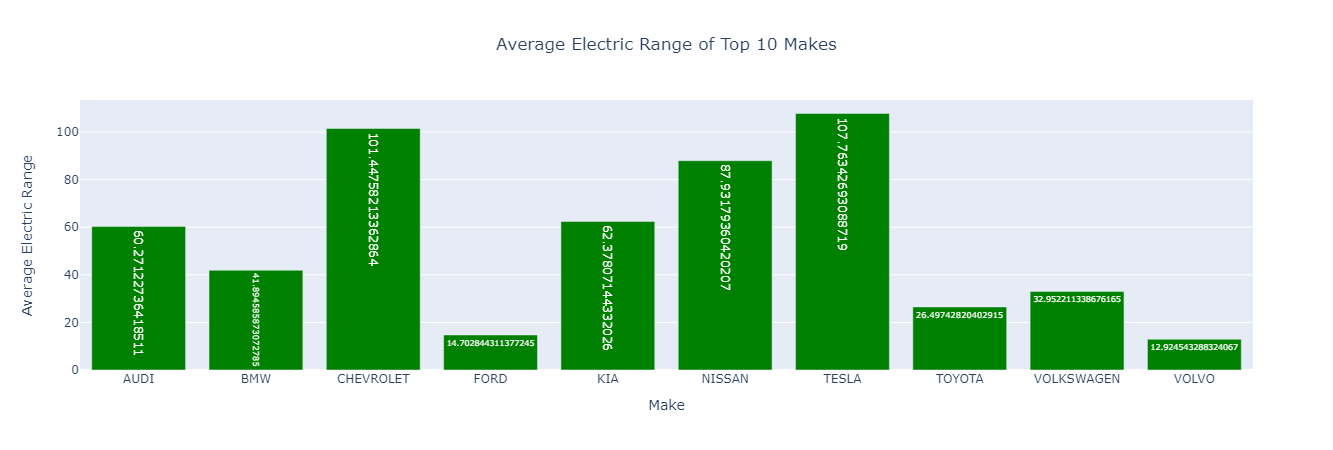 Average Electric Range of Top 10 Makes
Average Electric Range
100
80
60
40
20
0
60.27122736418511
41.894585873072785
101.44758213362864
14.702844311377245
62.37807144332026
87.93179360420207
107.76342693088719
26.49742820402915
32.952211338676165
12.924543288324067
AUDI
BMW
CHEVROLET
FORD
KIA
NISSAN
TESLA
TOYOTA
VOLKSWAGEN
VOLVO
Make